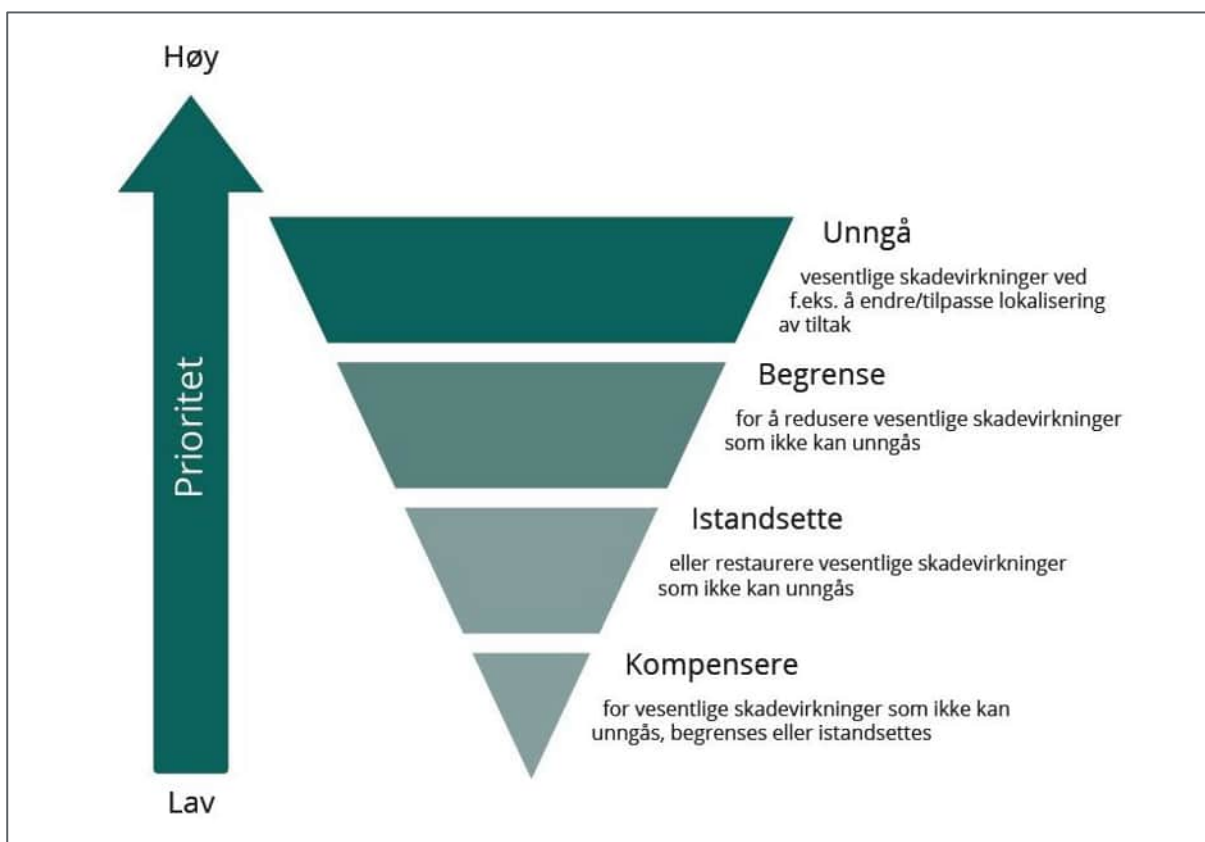 Høy
Prioritet
Lav
Unngå
vesentlige skadevirkninger ved
f.eks. å endre/tilpasse lokalisering
av tiltak
Begrense
for å redusere vesentlige skadevirkninger
som ikke kan unngås
Istandsette
eller restaurere vesentlige skadevirkninger
som ikke kan unngås
Kompensere
for vesentlige skadevirkninger som ikke kan
unngås, begrenses eller istandsettes